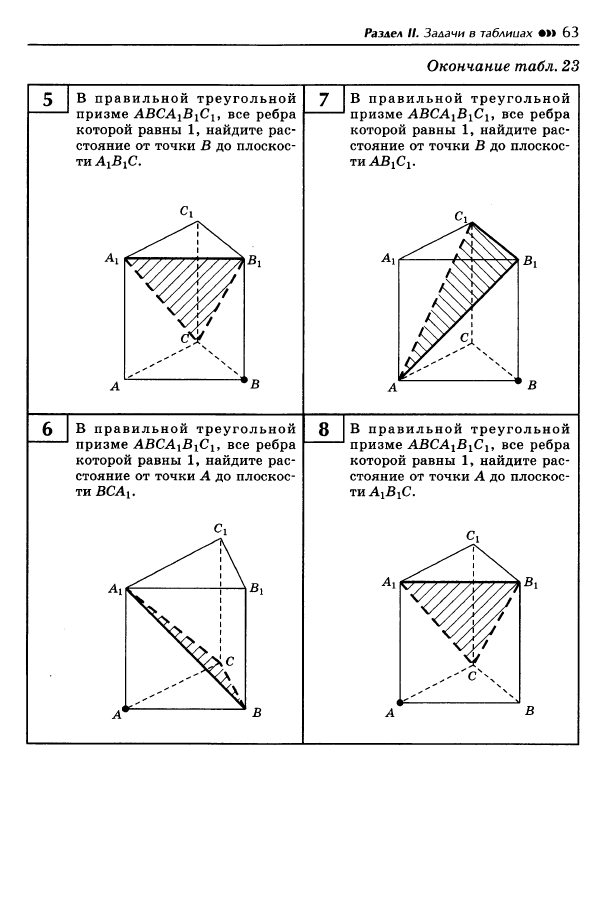 Раздел II. Задачи в таблицах 63
Окончание табл. 23
5
В правильной треугольной
призме ABCA₁B₁C₁, все ребра
которой равны 1, найдите рас-
стояние от точки B до плоскос-
ти A₁B₁C.
C₁
A₁
B₁
C
A
B
7
В правильной треугольной
призме ABCA₁B₁C₁, все ребра
которой равны 1, найдите рас-
стояние от точки B до плоскос-
ти AB₁C₁.
C₁
A₁
B₁
C
A
B
6
В правильной треугольной
призме ABCA₁B₁C₁, все ребра
которой равны 1, найдите рас-
стояние от точки A до плоскос-
ти BCA₁.
C₁
A₁
B₁
C
A
B
8
В правильной треугольной
призме ABCA₁B₁C₁, все ребра
которой равны 1, найдите рас-
стояние от точки A до плоскос-
ти A₁B₁C.
C₁
A₁
B₁
C
A
B